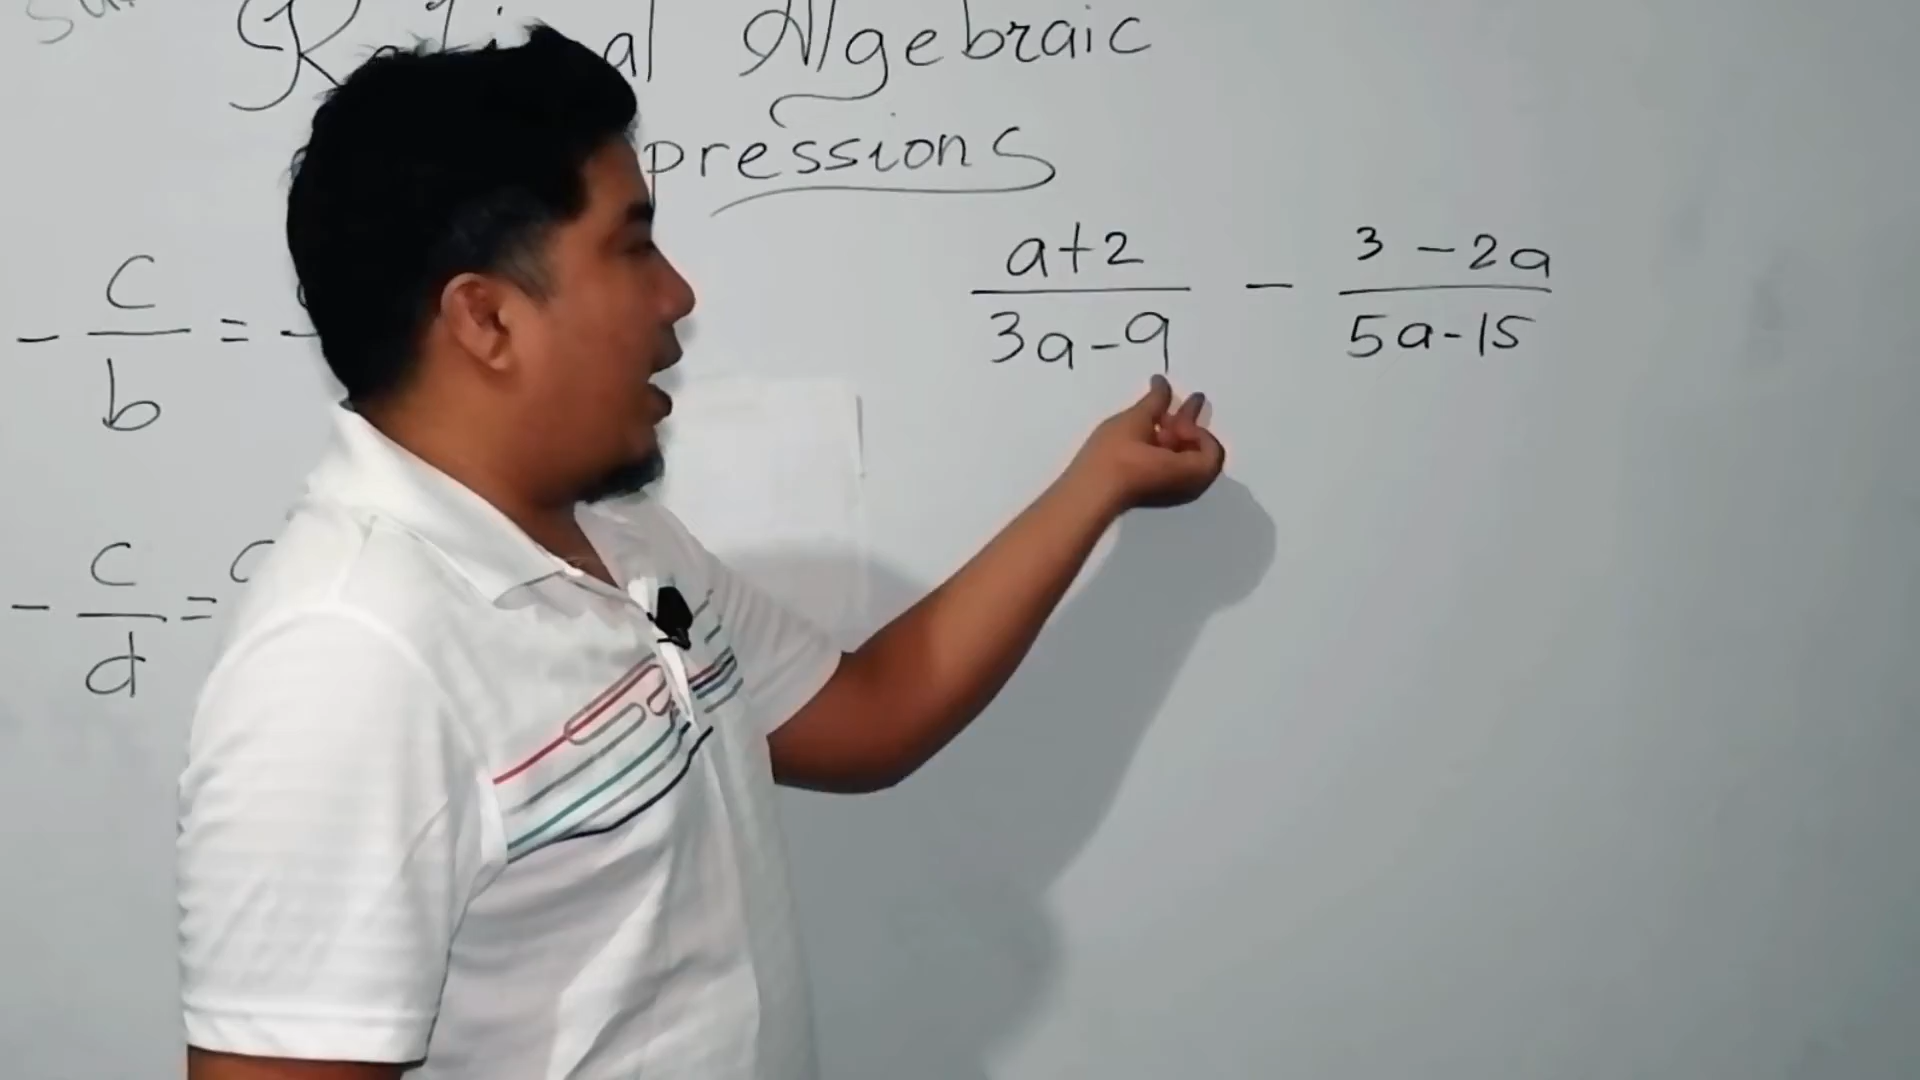 Algebraic
pressions
- c/b = -
- c/d = c
a+2/3a-9 - 3-2a/5a-15